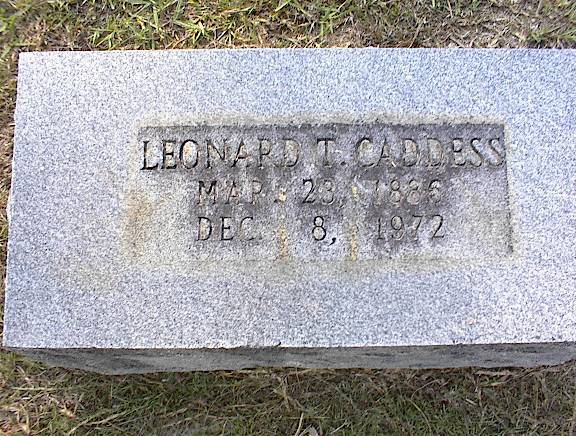 LEONARD T. CADDESS
MAR. 23, 1886
DEC. 8, 1972